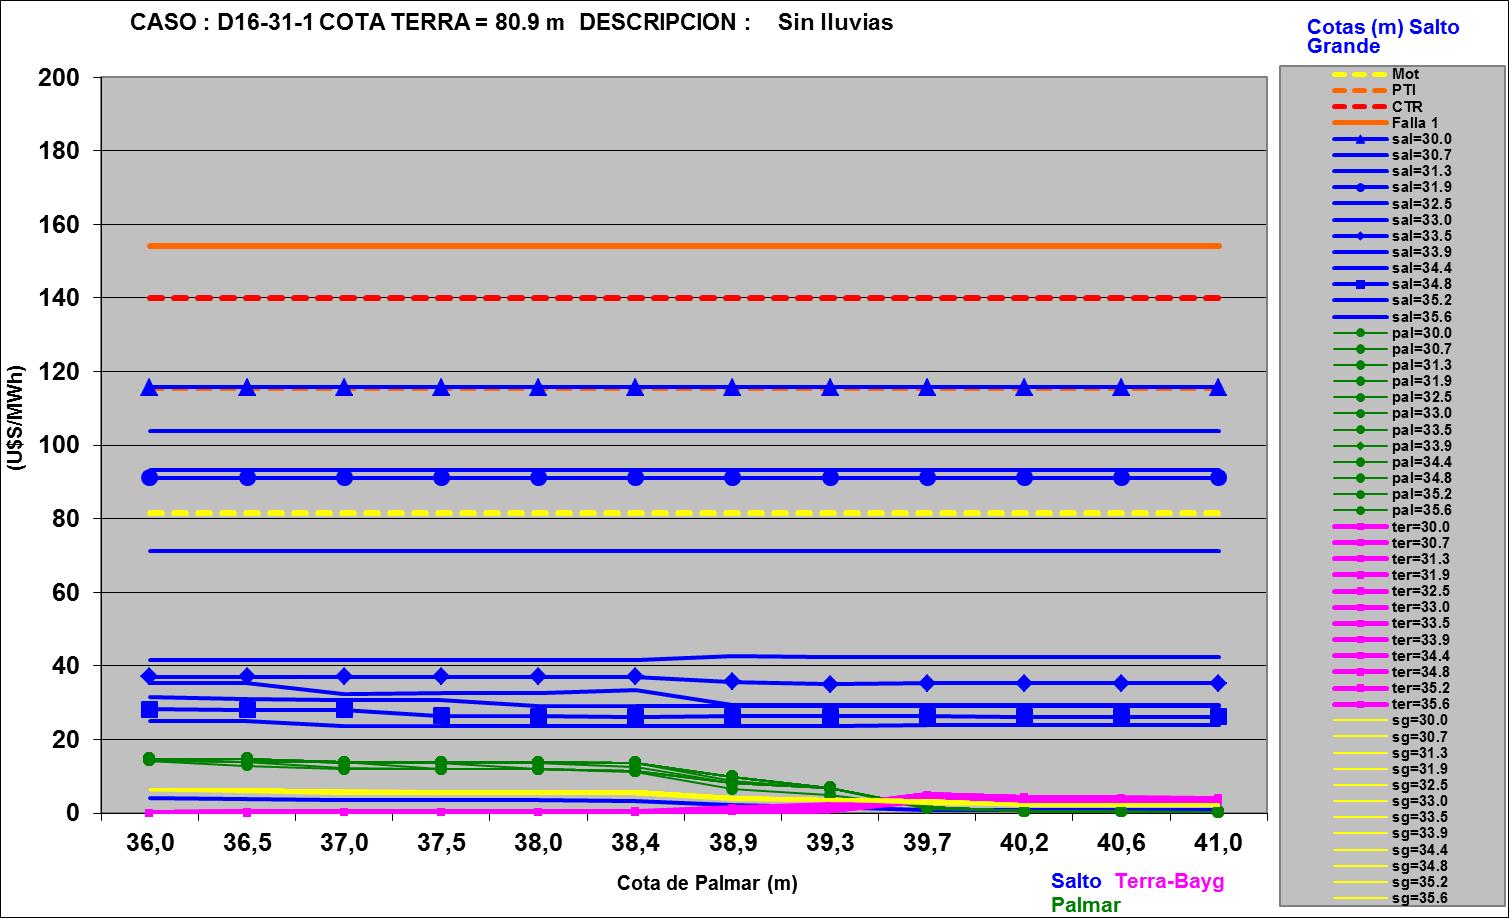 CASO : D16-31-1 COTA TERRA = 80.9 m DESCRIPCION : Sin lluvias
Cotas (m) Salto
Grande
200
180
160
140
120
100
80
60
40
20
0
(U$S/MWh)
36,0 36,5 37,0 37,5 38,0 38,4 38,9 39,3 39,7 40,2 40,6 41,0
Cota de Palmar (m)
Salto Terra-Bayg
Palmar
Mot
PTI
CTR
Falla 1
sal=30.0
sal=30.7
sal=31.3
sal=31.9
sal=32.5
sal=33.0
sal=33.5
sal=33.9
sal=34.4
sal=34.8
sal=35.2
sal=35.6
pal=30.0
pal=30.7
pal=31.3
pal=31.9
pal=32.5
pal=33.0
pal=33.5
pal=33.9
pal=34.4
pal=34.8
pal=35.2
pal=35.6
ter=30.0
ter=30.7
ter=31.3
ter=31.9
ter=32.5
ter=33.0
ter=33.5
ter=33.9
ter=34.4
ter=34.8
ter=35.2
ter=35.6
sg=30.0
sg=30.7
sg=31.3
sg=31.9
sg=32.5
sg=33.0
sg=33.5
sg=33.9
sg=34.4
sg=34.8
sg=35.2
sg=35.6